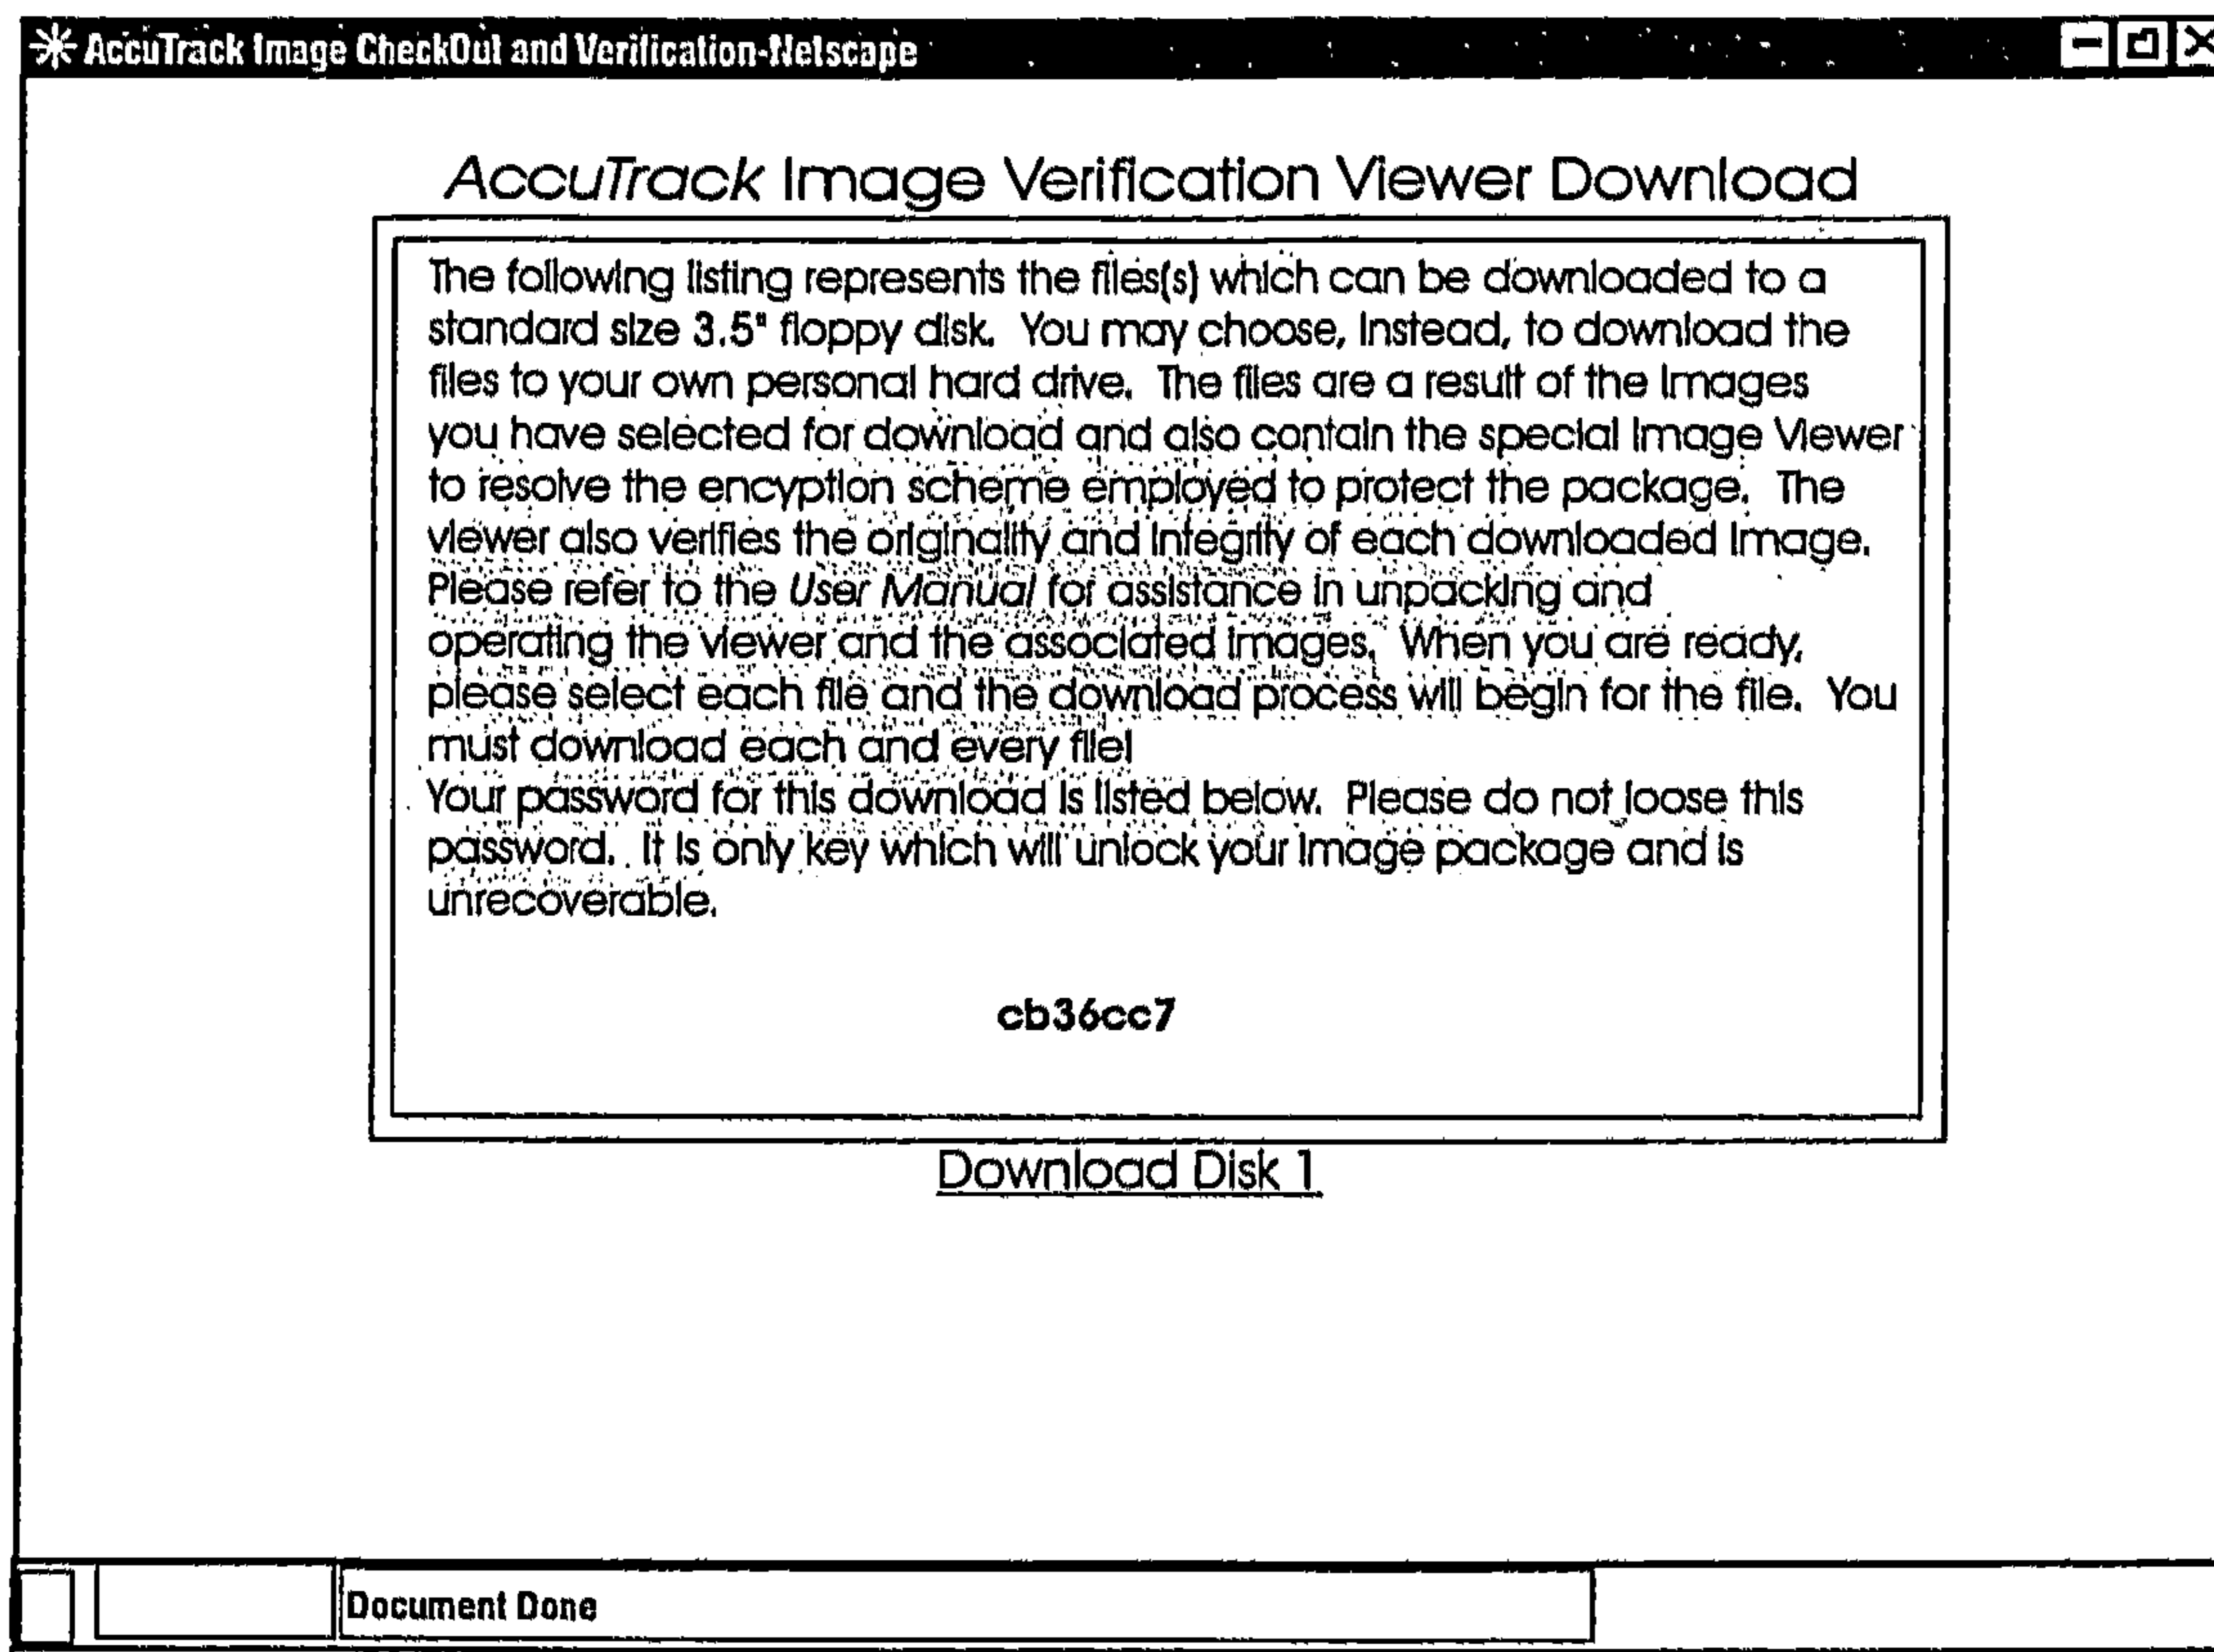 AccuTrack Image CheckOut and Verification-Netscape
AccuTrack Image Verification Viewer Download
The following listing represents the files(s) which can be downloaded to a
standard size 3.5" floppy disk. You may choose, instead, to download the
files to your own personal hard drive. The files are a result of the images
you have selected for download and also contain the special Image Viewer
to resolve the encyption scheme employed to protect the package. The
viewer also verifies the originality and integrity of each downloaded image.
Please refer to the User Manual for assistance in unpacking and
operating the viewer and the associated images. When you are ready,
please select each file and the download process will begin for the file. You
must download each and every file!
Your password for this download is listed below. Please do not loose this
password. It is only key which will unlock your image package and is
unrecoverable.
cb36cc7
Download Disk 1
Document Done